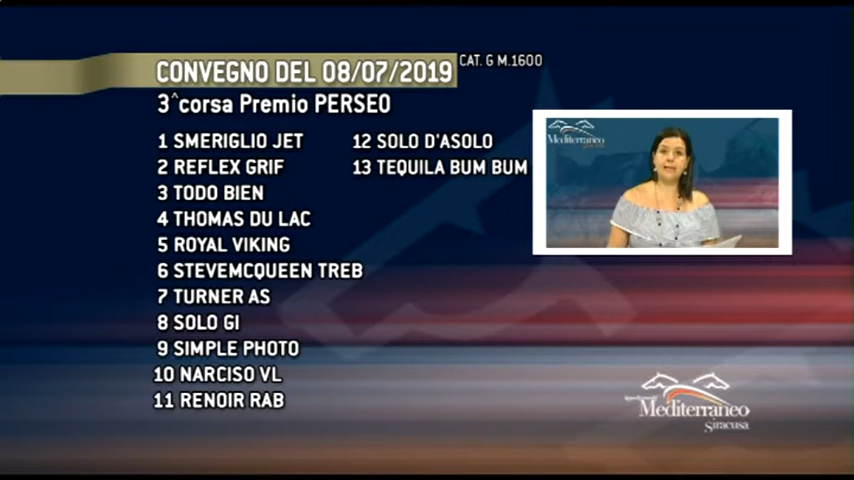 CAT. G M.1600
CONVEGNO DEL 08/07/2019
3^corsa Premio PERSEO
1 SMERIGLIO JET
2 REFLEX GRIF
3 TODO BIEN
4 THOMAS DU LAC
5 ROYAL VIKING
6 STEVEMCQUEEN TREB
7 TURNER AS
8 SOLO GI
9 SIMPLE PHOTO
10 NARCISO VL
11 RENOIR RAB
12 SOLO D'ASOLO
13 TEQUILA BUM BUM
Mediterraneo
Mediterraneo
Siracusa